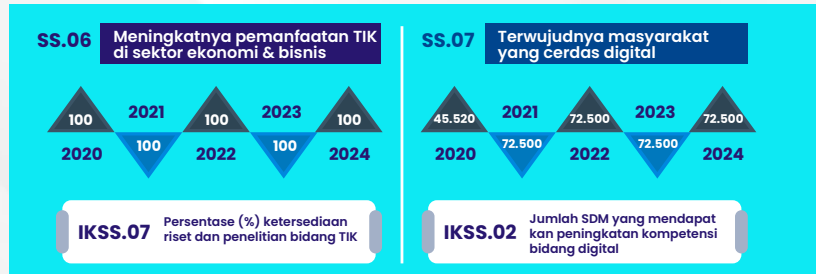 SS.06
Meningkatnya pemanfaatan TIK
di sektor ekonomi & bisnis
100
2021
100
2023
100
2020
100
2022
100
2024
IKSS.07
Persentase (%) ketersediaan
riset dan penelitian bidang TIK
SS.07
Terwujudnya masyarakat
yang cerdas digital
45.520
2021
72.500
2023
72.500
2020
72.500
2022
72.500
2024
IKSS.02
Jumlah SDM yang mendapat
kan peningkatan kompetensi
bidang digital